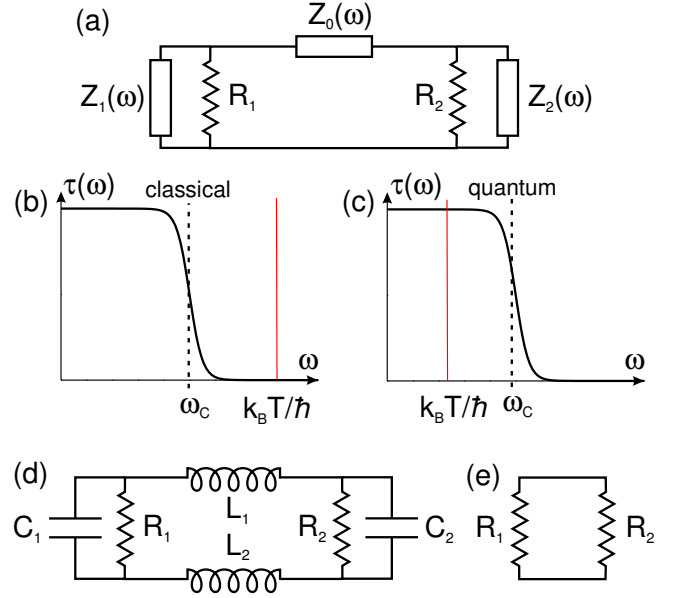 (a)
Z0(ω)
Z1(ω)
R1
R2
Z2(ω)
(b)
τ(ω)
classical
ω
ωC
kBT/ħ
(c)
τ(ω)
quantum
ω
kBT/ħ
ωC
(d)
C1
R1
L1
L2
R2
C2
(e)
R1
R2